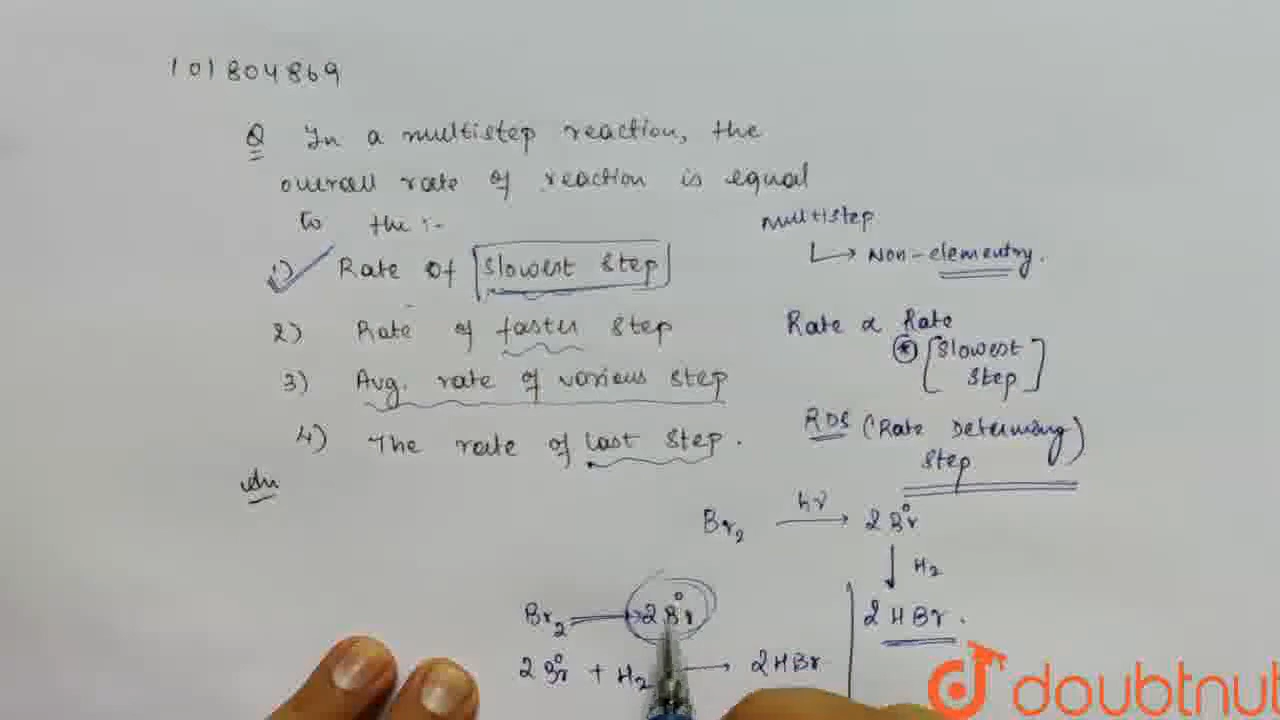 101804869
Q In a multistep reaction, the
overall rate of reaction is equal
to the :-
1) Rate of slowest step
2) Rate of faster step
3) Avg. rate of various step
4) The rate of last step.
Ans
multistep
→ Non-elementry.
Rate α Rate
* [slowest
step]
RDS (Rate Determing)
step
Br₂ —hν→ 2Br°
↓ H₂
2HBr.
Br₂ → 2Br°
2Br° + H₂ → 2HBr
doubtnut